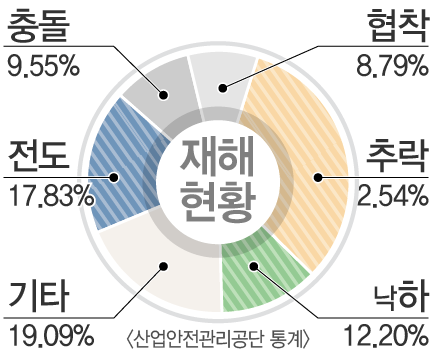 충돌
9.55%
협착
8.79%
전도
17.83%
재해
현황
추락
2.54%
기타
19.09%
낙하
12.20%
<산업안전관리공단 통계>